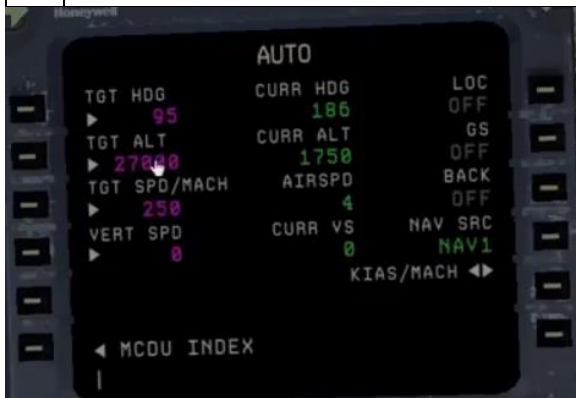 Honeywell
AUTO
TGT HDG CURR HDG LOC
▶ 95 186 OFF
TGT ALT CURR ALT GS
▶ 27000 1750 OFF
TGT SPD/MACH AIRSPD BACK
▶ 250 4 OFF
VERT SPD CURR VS NAV SRC
▶ 0 0 NAV1
KIAS/MACH ◀▶
◀ MCDU INDEX